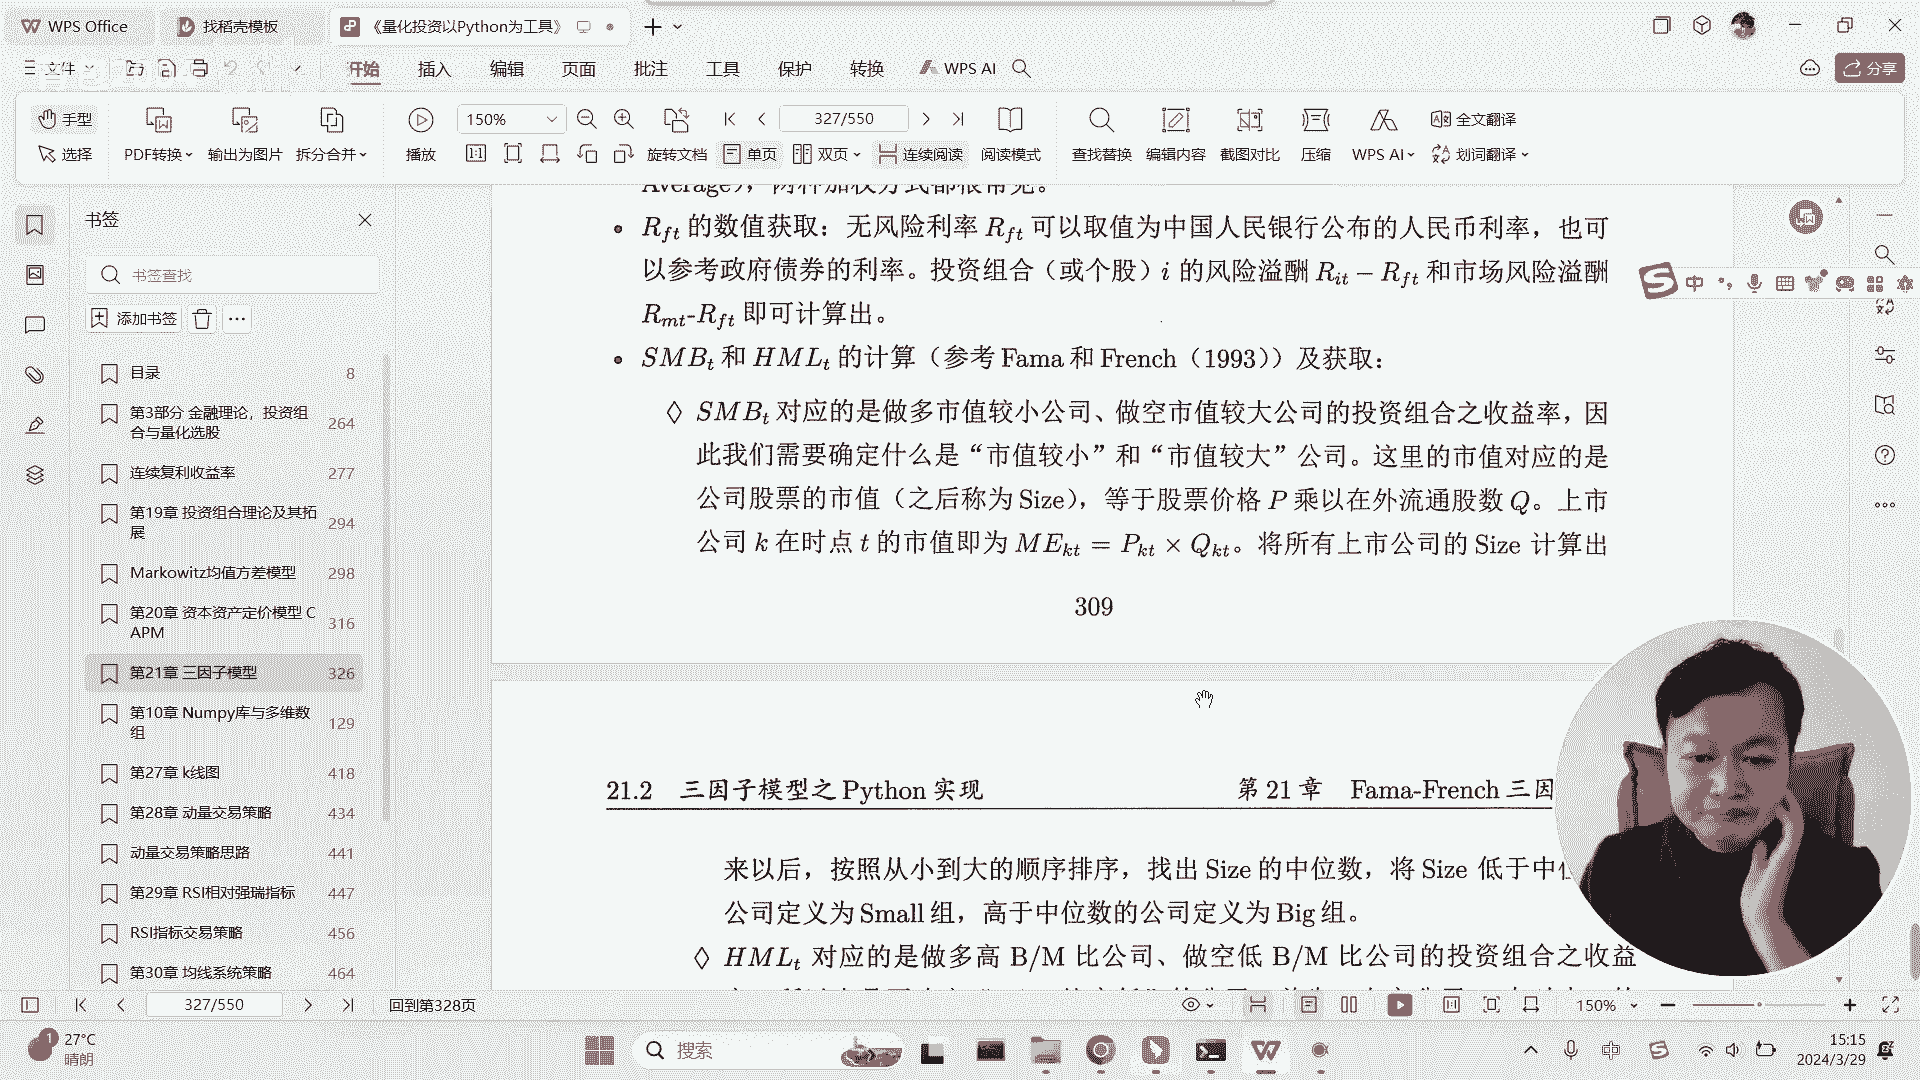 WPS Office
找稻壳模板
《量化投资以Python为工具》
文件
开始
插入
编辑
页面
批注
工具
保护
转换
WPS AI
分享
手型
选择
PDF转换
输出为图片
拆分合并
播放
150%
327/550
旋转文档
单页
双页
连续阅读
阅读模式
查找替换
编辑内容
截图对比
压缩
WPS AI
全文翻译
划词翻译
书签
书签查找
添加书签
目录 8
第3部分 金融理论，投资组
合与量化选股 264
连续复利收益率 277
第19章 投资组合理论及其拓
展 294
Markowitz均值方差模型 298
第20章 资本资产定价模型 C
APM 316
第21章 三因子模型 326
第10章 Numpy库与多维数
组 129
第27章 k线图 418
第28章 动量交易策略 434
动量交易策略思路 441
第29章 RSI相对强瑞指标 447
RSI指标交易策略 456
第30章 均线系统策略 464
Average)，两种加权方式都很常见。
• Rft 的数值获取：无风险利率 Rft 可以取值为中国人民银行公布的人民币利率，也可
以参考政府债券的利率。投资组合（或个股）i 的风险溢酬 Rit − Rft 和市场风险溢酬
Rmt-Rft 即可计算出。
• SMBt 和 HMLt 的计算（参考 Fama 和 French（1993））及获取：
◇ SMBt 对应的是做多市值较小公司、做空市值较大公司的投资组合之收益率，因
此我们需要确定什么是“市值较小”和“市值较大”公司。这里的市值对应的是
公司股票的市值（之后称为 Size），等于股票价格 P 乘以在外流通股数 Q。上市
公司 k 在时点 t 的市值即为 MEkt = Pkt × Qkt。将所有上市公司的 Size 计算出
309
21.2 三因子模型之 Python 实现
第 21 章 Fama-French 三因
来以后，按照从小到大的顺序排序，找出 Size 的中位数，将 Size 低于中位
公司定义为 Small 组，高于中位数的公司定义为 Big 组。
◇ HMLt 对应的是做多高 B/M 比公司、做空低 B/M 比公司的投资组合之收益
中
327/550
回到第328页
150%
1
27°C
晴朗
搜索
中
15:15
2024/3/29